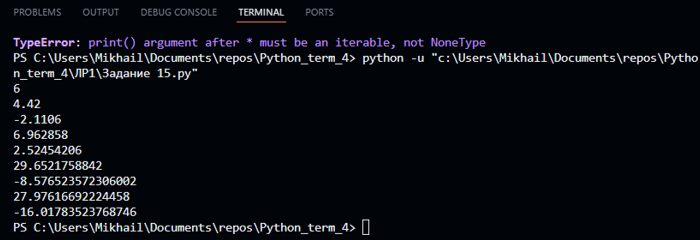 PROBLEMS OUTPUT DEBUG CONSOLE TERMINAL PORTS
TypeError: print() argument after * must be an iterable, not NoneType
PS C:\Users\Mikhail\Documents\repos\Python_term_4> python -u "c:\Users\Mikhail\Documents\repos\Pytho
n_term_4\ЛР1\Задание 15.py"
6
4.42
-2.1106
6.962858
2.52454206
29.6521758842
-8.576523572306002
27.97616692224458
-16.01783523768746
PS C:\Users\Mikhail\Documents\repos\Python_term_4>